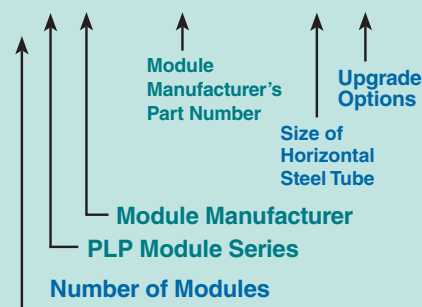 Module
Manufacturer's
Part Number
Upgrade
Options
Size of
Horizontal
Steel Tube
Module Manufacturer
PLP Module Series
Number of Modules